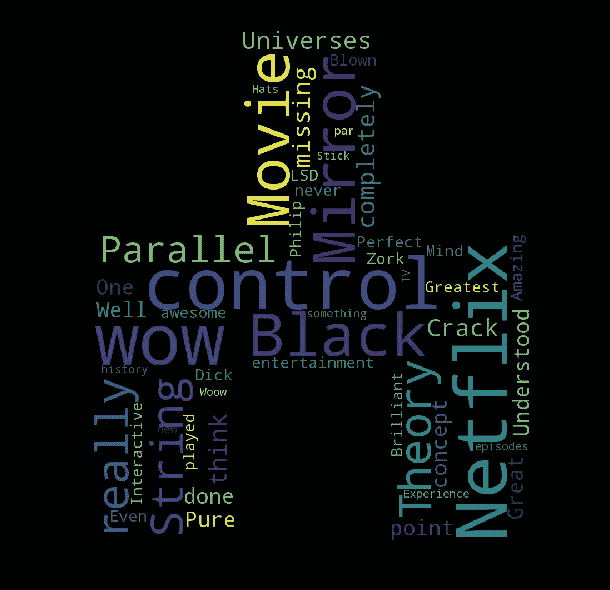 Universes
Movie
Blown
Hats
Mirror
missing
completely
par
Stick
LSD
never
Philip
Parallel
Perfect
Mind
Amazing
Zork
TV
One
control
Greatest
Netflix
Well
awesome
something
Black
Crack
Understood
wow
entertainment
history
Dick
Theory
Woow
really
String
Interactive
played
new
think
Brilliant
concept
episodes
Great
done
Experience
Even
Pure
point